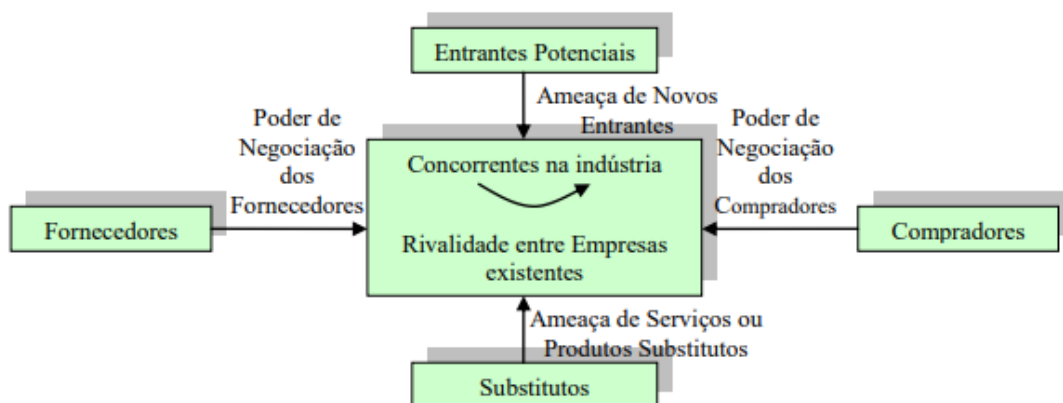 Entrantes Potenciais
Ameaça de Novos
Entrantes
Poder de
Negociação
dos
Fornecedores
Poder de
Negociação
dos
Compradores
Concorrentes na indústria
Fornecedores
Compradores
Rivalidade entre Empresas
existentes
Ameaça de Serviços ou
Produtos Substitutos
Substitutos